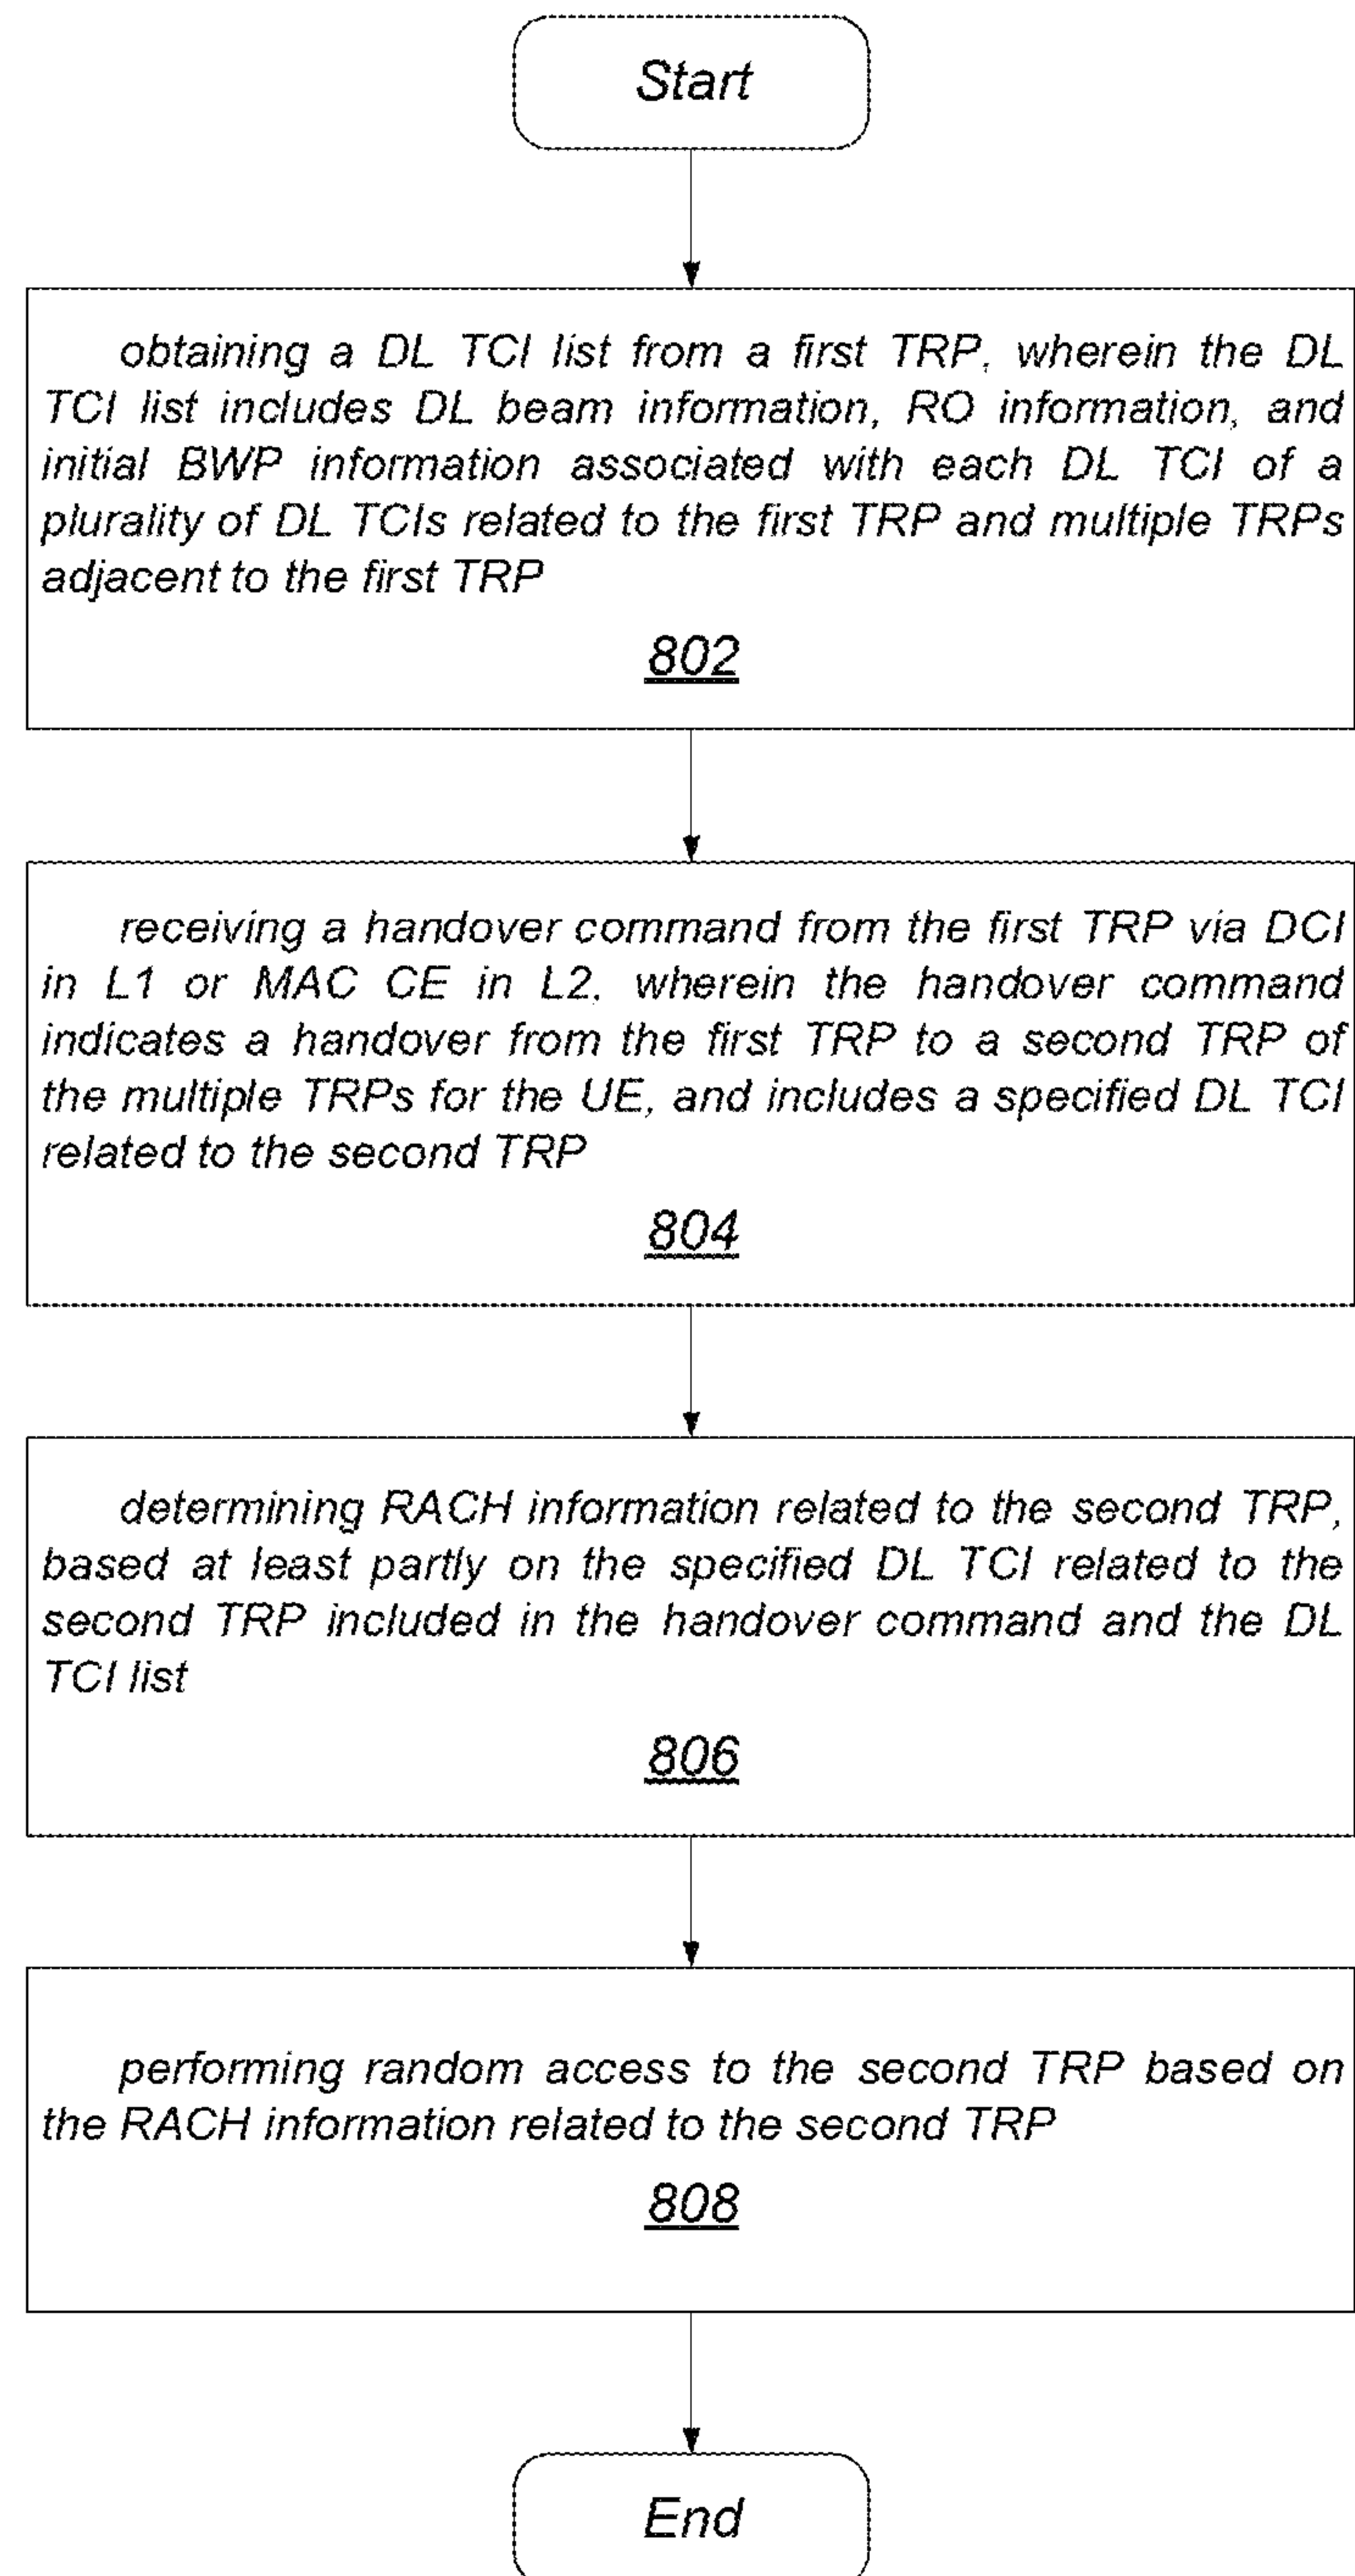 Start
obtaining a DL TCI list from a first TRP, wherein the DL
TCI list includes DL beam information, RO information, and
initial BWP information associated with each DL TCI of a
plurality of DL TCIs related to the first TRP and multiple TRPs
adjacent to the first TRP
802
receiving a handover command from the first TRP via DCI
in L1 or MAC CE in L2, wherein the handover command
indicates a handover from the first TRP to a second TRP of
the multiple TRPs for the UE, and includes a specified DL TCI
related to the second TRP
804
determining RACH information related to the second TRP,
based at least partly on the specified DL TCI related to the
second TRP included in the handover command and the DL
TCI list
806
performing random access to the second TRP based on
the RACH information related to the second TRP
808
End